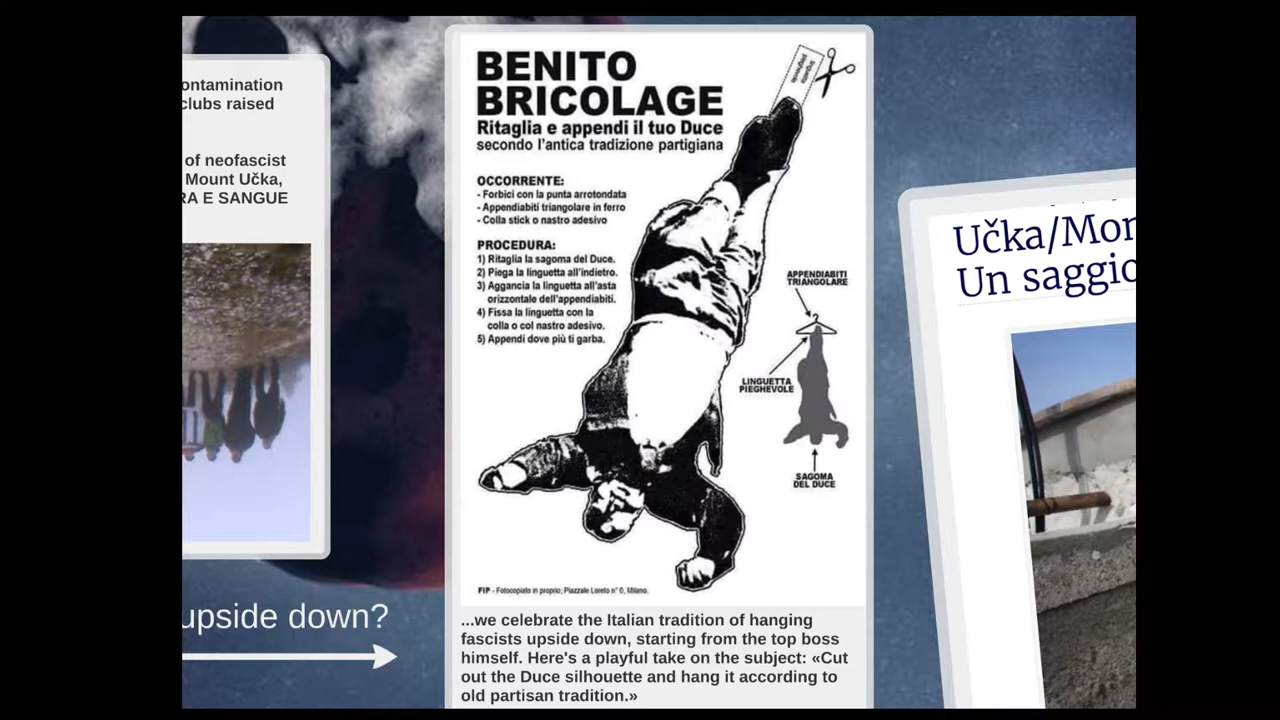 ontamination
clubs raised
of neofascist
Mount Učka,
RA E SANGUE
upside down?
BENITO
BRICOLAGE
Ritaglia e appendi il tuo Duce
secondo l'antica tradizione partigiana
OCCORRENTE:
- Forbici con la punta arrotondata
- Appendiabiti triangolare in ferro
- Colla stick o nastro adesivo
PROCEDURA:
1) Ritaglia la sagoma del Duce.
2) Piega la linguetta all'indietro.
3) Aggancia la linguetta all'asta
orizzontale dell'appendiabiti.
4) Fissa la linguetta con la
colla o col nastro adesivo.
5) Appendi dove più ti garba.
linguetta
pieghevole
APPENDIABITI
TRIANGOLARE
LINGUETTA
PIEGHEVOLE
SAGOMA
DEL DUCE
FIP - Fotocopiato in proprio; Piazzale Loreto n° 0, Milano.
...we celebrate the Italian tradition of hanging
fascists upside down, starting from the top boss
himself. Here's a playful take on the subject: «Cut
out the Duce silhouette and hang it according to
old partisan tradition.»
Učka/Mon
Un saggio